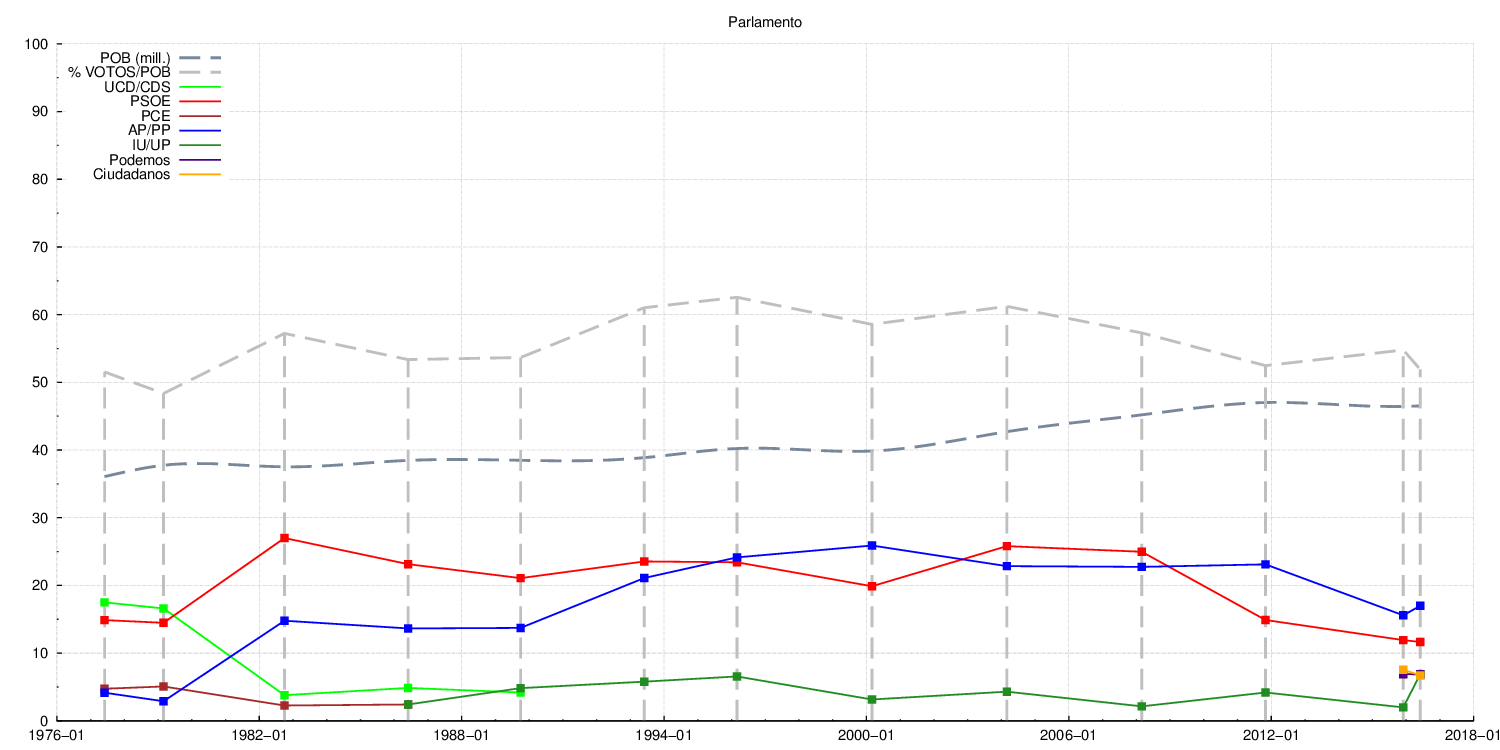 Parlamento
100
90
80
70
60
50
40
30
20
10
0
POB (mill.)
% VOTOS/POB
UCD/CDS
PSOE
PCE
AP/PP
IU/UP
Podemos
Ciudadanos
1976−01 1982−01 1988−01 1994−01 2000−01 2006−01 2012−01 2018−01